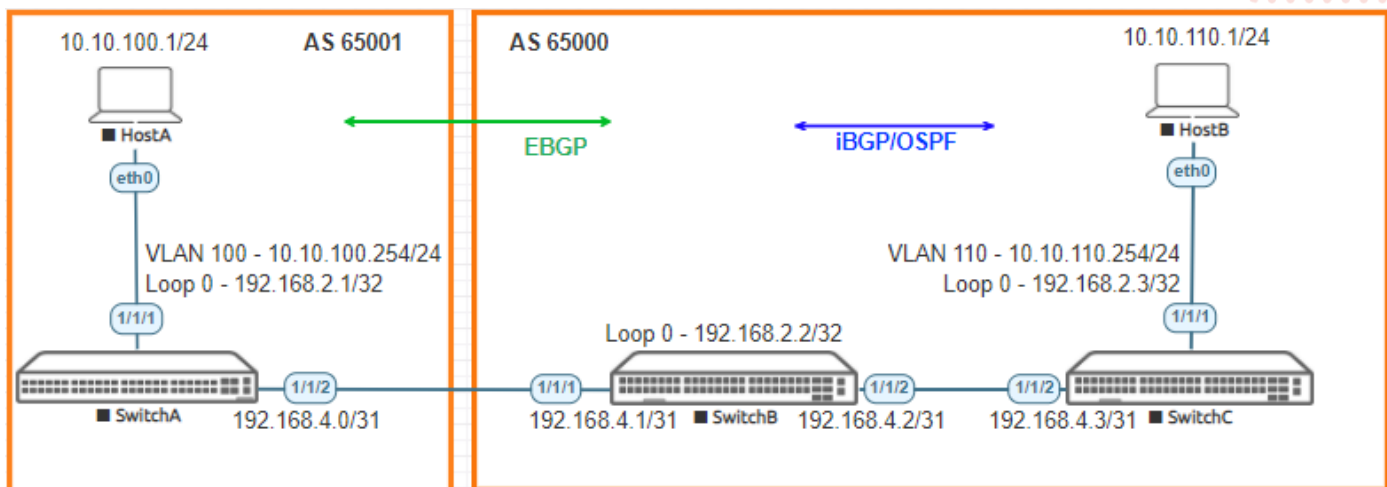 10.10.100.1/24
AS 65001
AS 65000
10.10.110.1/24
HostA
EBGP
iBGP/OSPF
HostB
eth0
eth0
VLAN 100 - 10.10.100.254/24
Loop 0 - 192.168.2.1/32
VLAN 110 - 10.10.110.254/24
Loop 0 - 192.168.2.3/32
1/1/1
1/1/1
Loop 0 - 192.168.2.2/32
1/1/2
1/1/1
1/1/2
1/1/2
SwitchA
192.168.4.0/31
192.168.4.1/31
SwitchB
192.168.4.2/31
192.168.4.3/31
SwitchC